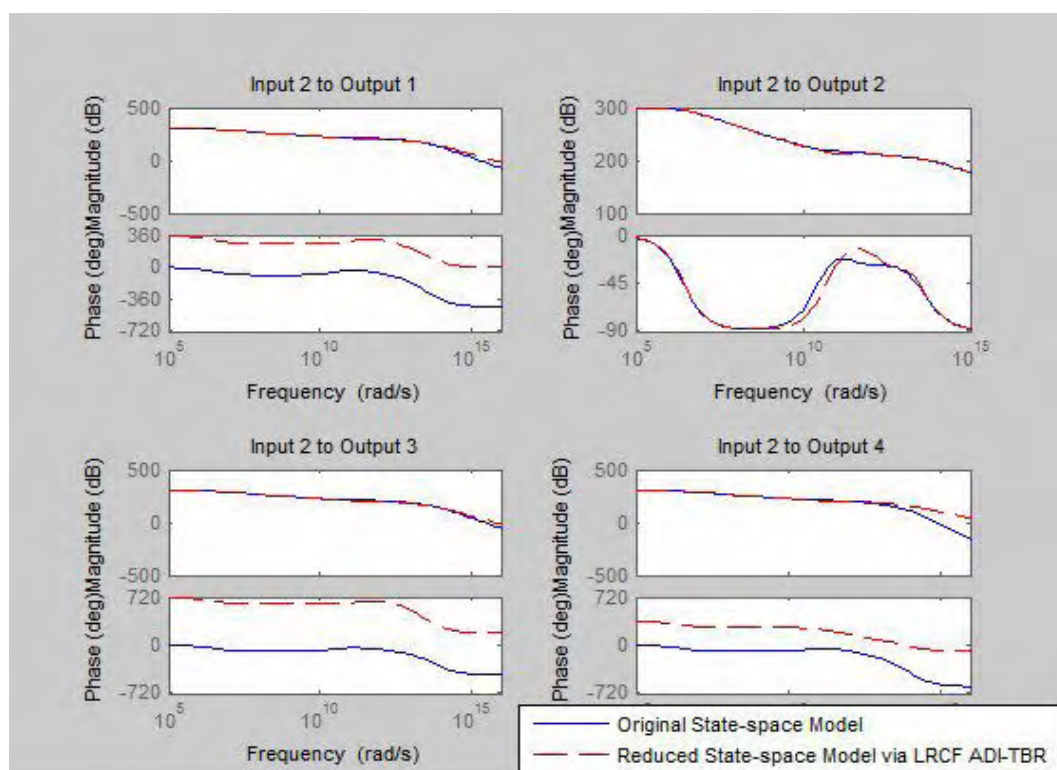 Input 2 to Output 1
Magnitude (dB)
500
0
-500
Phase (deg)
360
0
-360
-720
10^5
10^10
10^15
Frequency (rad/s)
Input 2 to Output 2
300
200
100
0
-45
-90
10^5
10^10
10^15
Frequency (rad/s)
Input 2 to Output 3
Magnitude (dB)
500
0
-500
Phase (deg)
720
0
-720
10^5
10^10
10^15
Frequency (rad/s)
Input 2 to Output 4
Magnitude (dB)
500
0
-500
Phase (deg)
720
0
-720
Phase (deg)
Magnitude (dB)
Original State-space Model
Reduced State-space Model via LRCF ADI-TBR